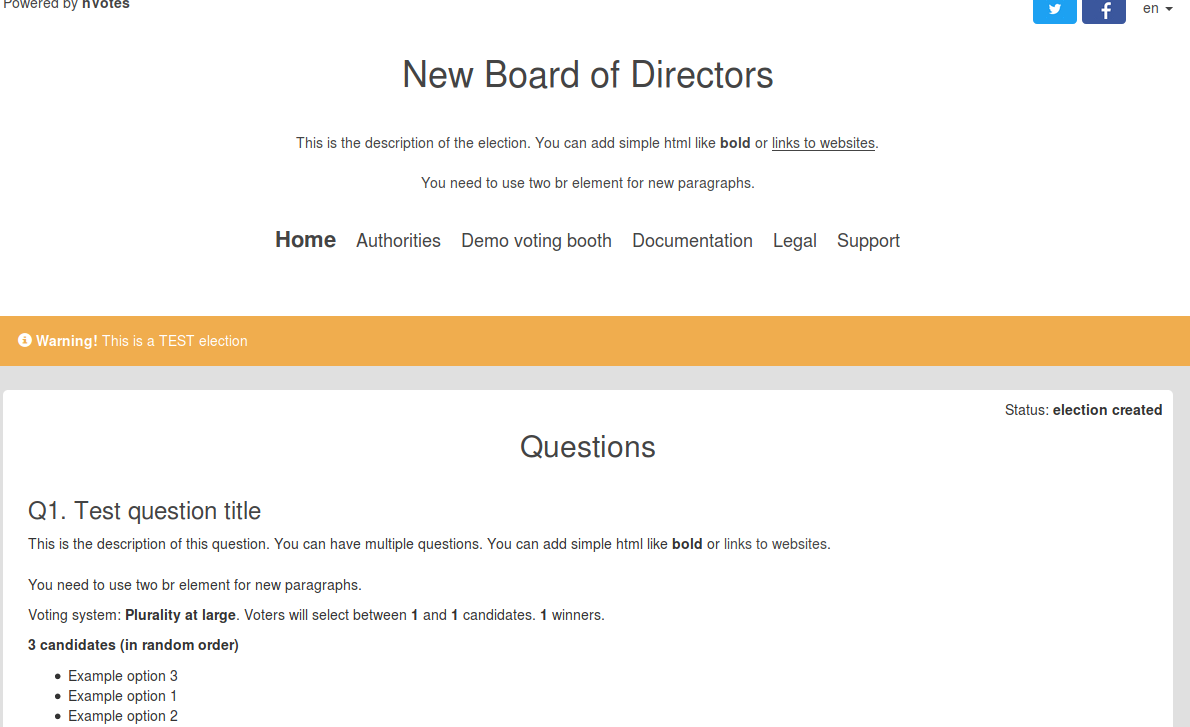 Powered by nVotes
en
New Board of Directors
This is the description of the election. You can add simple html like bold or links to websites.
You need to use two br element for new paragraphs.
Home Authorities Demo voting booth Documentation Legal Support
Warning! This is a TEST election
Status: election created
Questions
Q1. Test question title
This is the description of this question. You can have multiple questions. You can add simple html like bold or links to websites.
You need to use two br element for new paragraphs.
Voting system: Plurality at large. Voters will select between 1 and 1 candidates. 1 winners.
3 candidates (in random order)
Example option 3
Example option 1
Example option 2